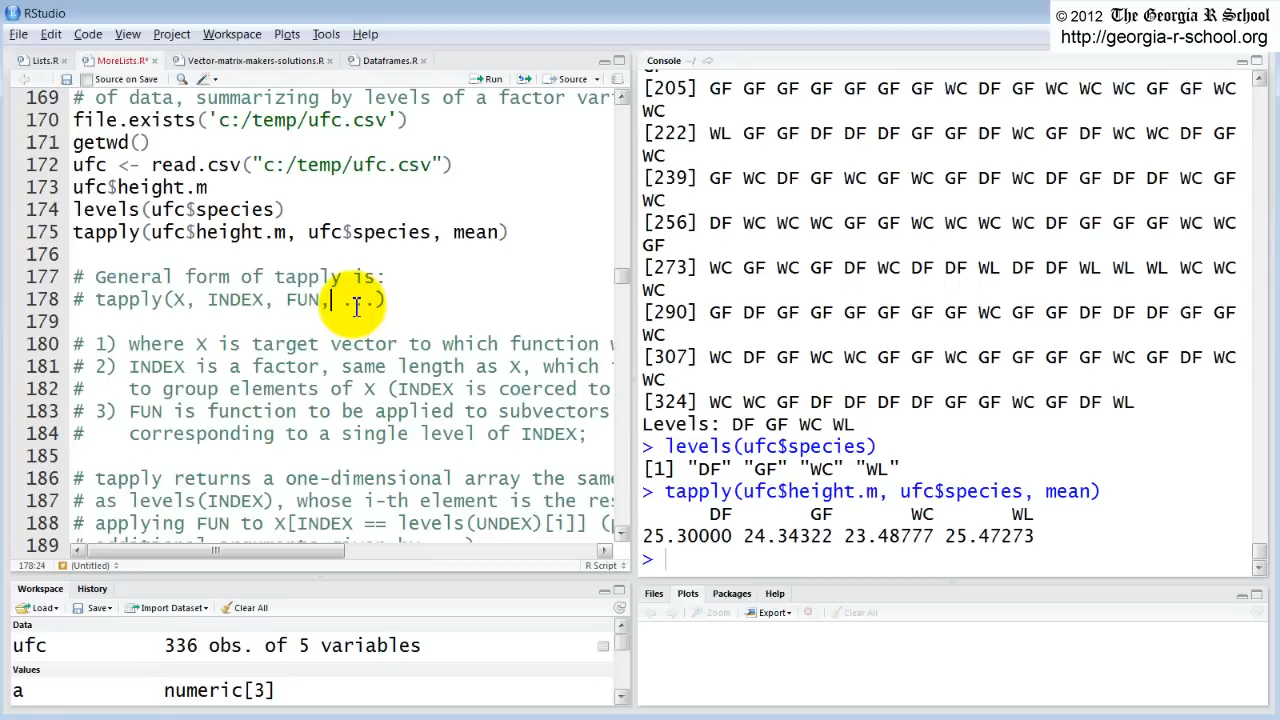 RStudio
© 2012 The Georgia R School
http://georgia-r-school.org
File Edit Code View Project Workspace Plots Tools Help
Lists.R MoreLists.R* Vector-matrix-makers-solutions.R Dataframes.R
Source on Save Run Source
169 # of data, summarizing by levels of a factor var
170 file.exists('c:/temp/ufc.csv')
171 getwd()
172 ufc <- read.csv("c:/temp/ufc.csv")
173 ufc$height.m
174 levels(ufc$species)
175 tapply(ufc$height.m, ufc$species, mean)
176
177 # General form of tapply is:
178 # tapply(X, INDEX, FUN, ...)
179
180 # 1) where X is target vector to which function
181 # 2) INDEX is a factor, same length as X, which
182 # to group elements of X (INDEX is coerced to
183 # 3) FUN is function to be applied to subvectors
184 # corresponding to a single level of INDEX;
185
186 # tapply returns a one-dimensional array the same
187 # as levels(INDEX), whose i-th element is the res
188 # applying FUN to X[INDEX == levels(UNDEX)[i]] (
189
178:24 (Untitled) R Script
Console ~/
[205] GF GF GF GF GF GF GF WC DF GF WC WC WC GF GF WC
WC
[222] WL GF GF DF DF DF GF GF DF WC GF DF WC WC DF GF
WC
[239] GF WC DF GF WC GF WC GF DF WC DF GF DF DF WC GF
WC
[256] DF WC WC WC GF GF WC WC WC WC DF GF GF GF WC WC
GF
[273] WC GF WC GF DF WC DF DF WL DF DF WL WL WL WC WC
WC
[290] GF DF GF DF DF DF GF GF GF WC GF DF DF GF DF GF
WC
[307] WC DF GF WC WC GF GF GF GF GF WC GF DF WC
WC
[324] WC WC GF DF DF DF DF GF GF WC GF DF WL
Levels: DF GF WC WL
> levels(ufc$species)
[1] "DF" "GF" "WC" "WL"
> tapply(ufc$height.m, ufc$species, mean)
DF GF WC WL
25.30000 24.34322 23.48777 25.47273
>
Workspace History
Load Save Import Dataset Clear All
Data
ufc 336 obs. of 5 variables
Values
a numeric[3]
Files Plots Packages Help
Zoom Export Clear All